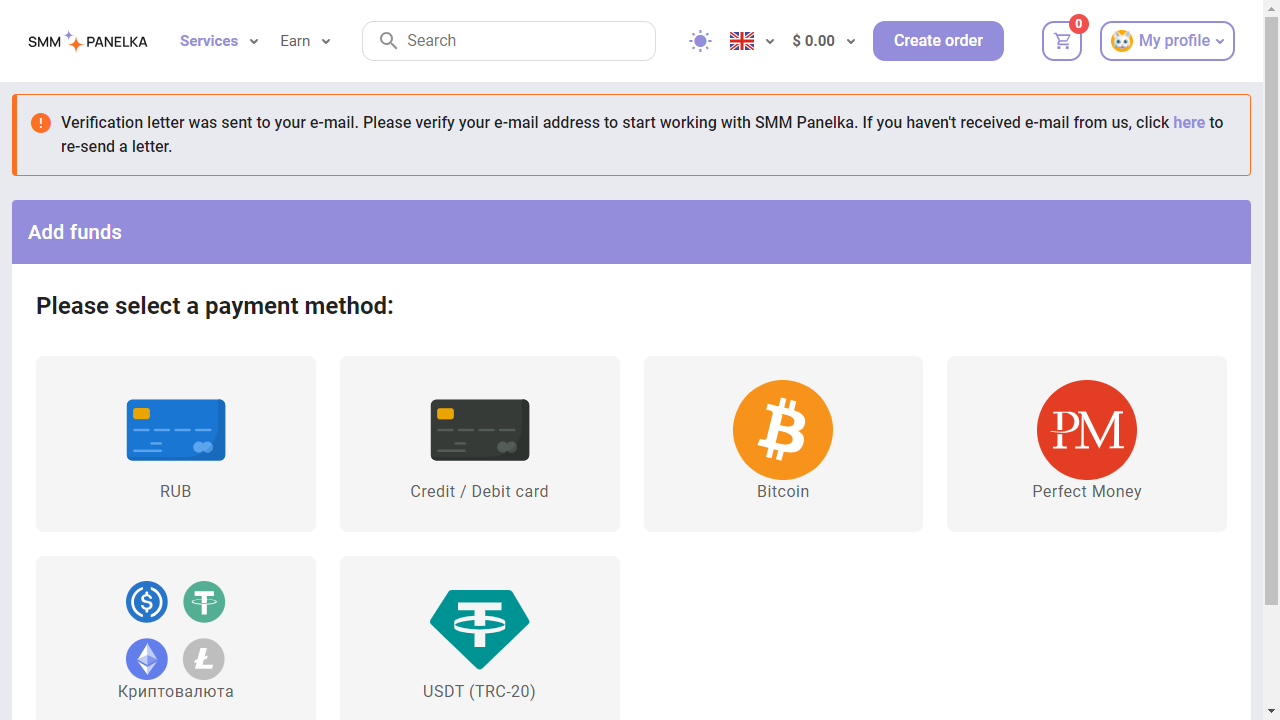 SMM PANELKA
Services
Earn
Search
$ 0.00
Create order
0
My profile
Verification letter was sent to your e-mail. Please verify your e-mail address to start working with SMM Panelka. If you haven't received e-mail from us, click here to
re-send a letter.
Add funds
Please select a payment method:
RUB
Credit / Debit card
PM
Bitcoin
Perfect Money
Криптовалюта
USDT (TRC-20)